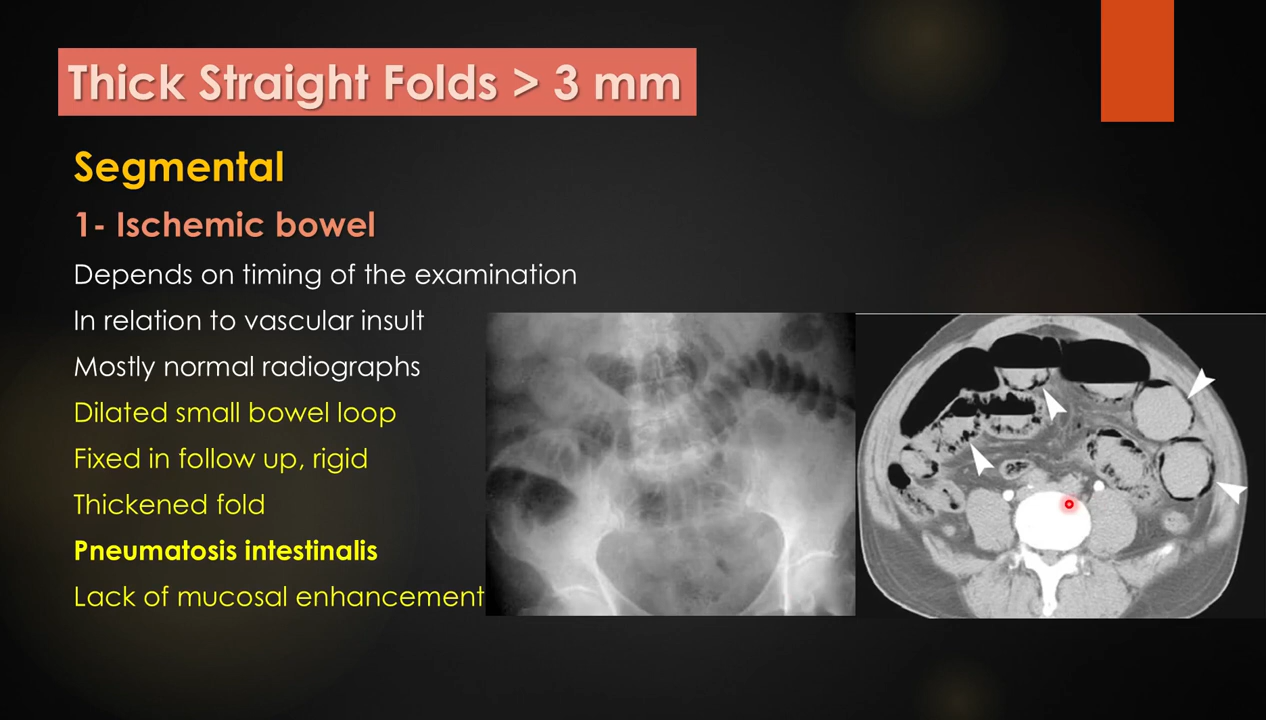 Thick Straight Folds > 3 mm
Segmental
1- Ischemic bowel
Depends on timing of the examination
In relation to vascular insult
Mostly normal radiographs
Dilated small bowel loop
Fixed in follow up, rigid
Thickened fold
Pneumatosis intestinalis
Lack of mucosal enhancement